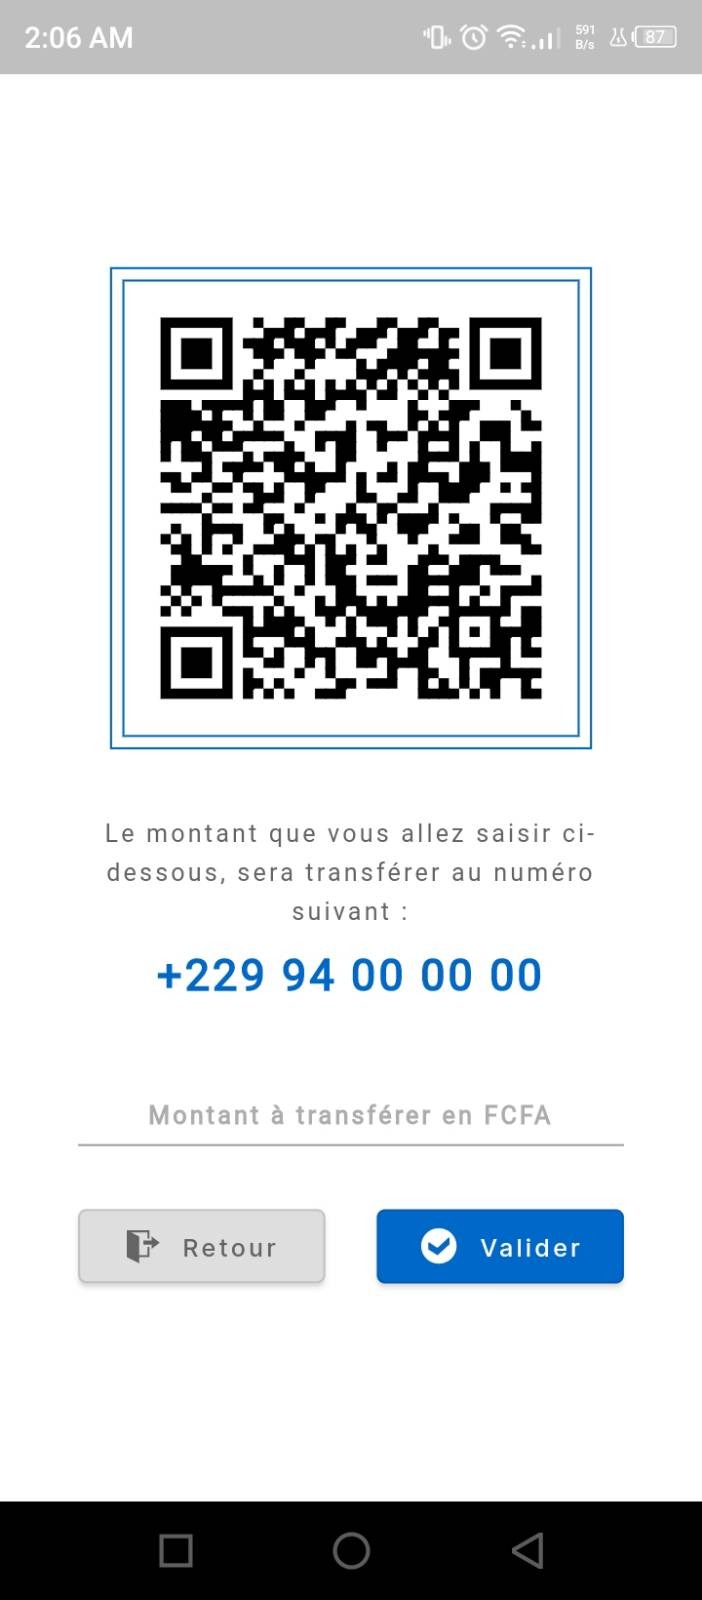 2:06 AM
591
B/s
87
Le montant que vous allez saisir ci-
dessous, sera transférer au numéro
suivant :
+229 94 00 00 00
Montant à transférer en FCFA
Retour
Valider